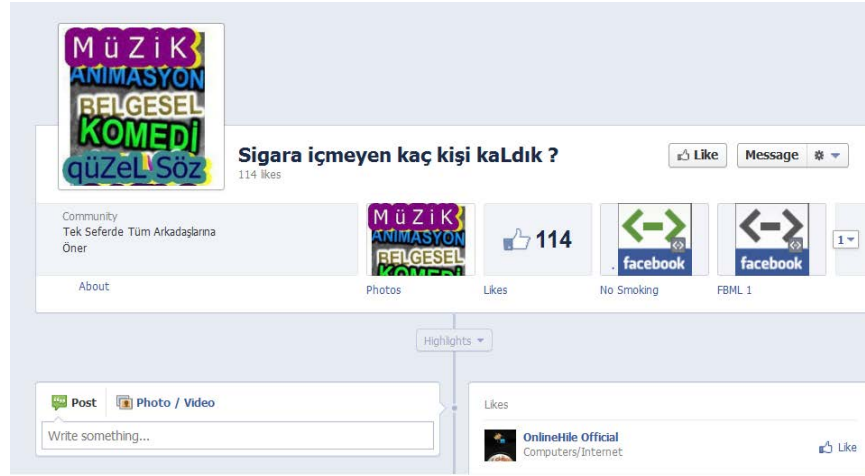 MüZiK
ANIMASYON
BELGESEL
KOMEDİ
qüZeL Söz
Sigara içmeyen kaç kişi kaLdık ?
114 likes
Like
Message
Community
Tek Seferde Tüm Arkadaşlarına
Öner
About
MüZiK
ANIMASYON
BELGESEL
KOMEDİ
Photos
114
Likes
facebook
No Smoking
facebook
FBML 1
1
Highlights
Post
Photo / Video
Write something...
Likes
OnlineHile Official
Computers/Internet
Like